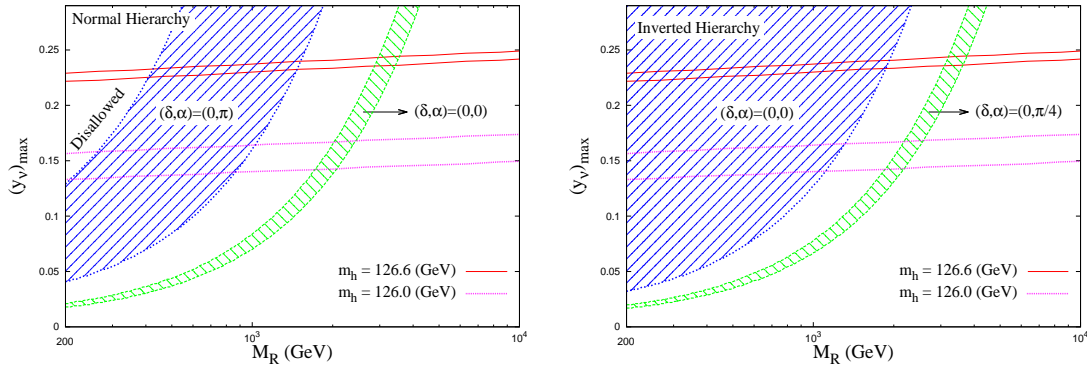 Normal Hierarchy
Disallowed
(δ,α)=(0,π)
(δ,α)=(0,0)
m_h = 126.6 (GeV)
m_h = 126.0 (GeV)
(y_ν)_max
0.25
0.2
0.15
0.1
0.05
0
200
10^3
10^4
M_R (GeV)
Inverted Hierarchy
(δ,α)=(0,0)
(δ,α)=(0,π/4)
m_h = 126.6 (GeV)
m_h = 126.0 (GeV)
(y_ν)_max
0.25
0.2
0.15
0.1
0.05
0
200
10^3
10^4
M_R (GeV)